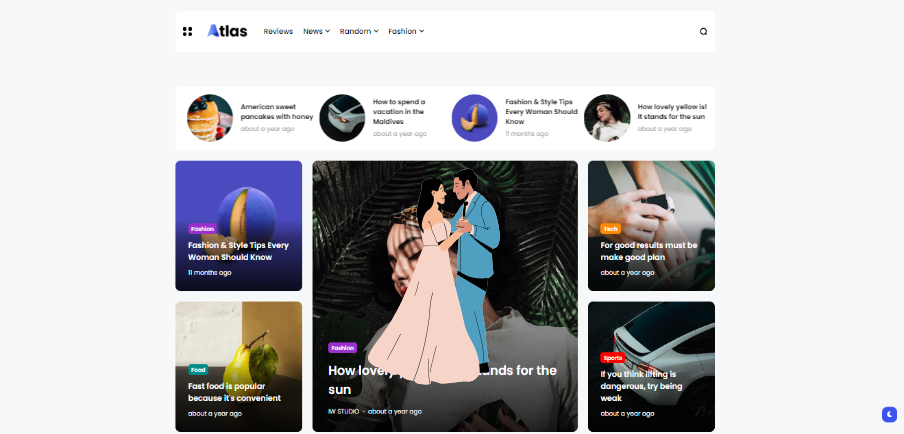 Atlas
Reviews News Random Fashion
American sweet
pancakes with honey
about a year ago
How to spend a
vacation in the
Maldives
about a year ago
Fashion & Style Tips
Every Woman Should
Know
11 months ago
How lovely yellow is!
It stands for the sun
about a year ago
Fashion
Fashion & Style Tips Every
Woman Should Know
11 months ago
Food
Fast food is popular
because it's convenient
about a year ago
Fashion
How lovely ands for the
sun
IW STUDIO - about a year ago
Tech
For good results must be
make good plan
about a year ago
Sports
If you think lifting is
dangerous, try being
weak
about a year ago